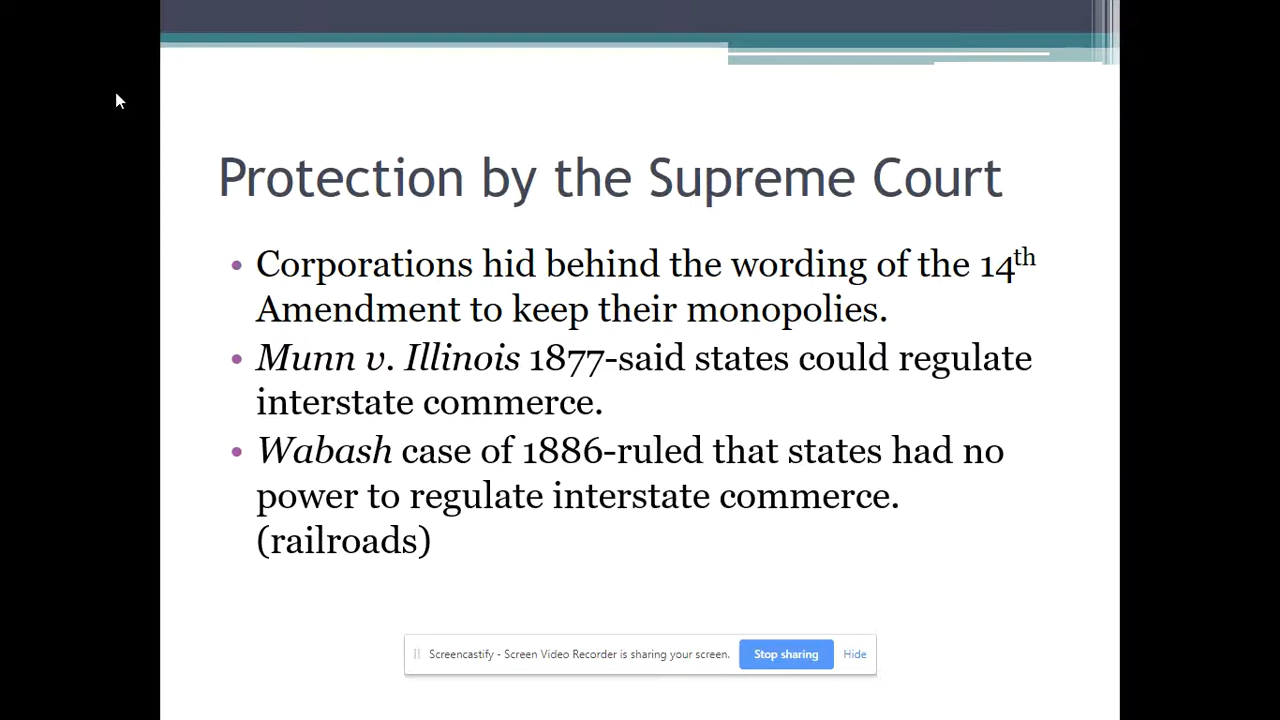 Protection by the Supreme Court
• Corporations hid behind the wording of the 14th
Amendment to keep their monopolies.
• Munn v. Illinois 1877-said states could regulate
interstate commerce.
• Wabash case of 1886-ruled that states had no
power to regulate interstate commerce.
(railroads)
Screencastify - Screen Video Recorder is sharing your screen. Stop sharing Hide